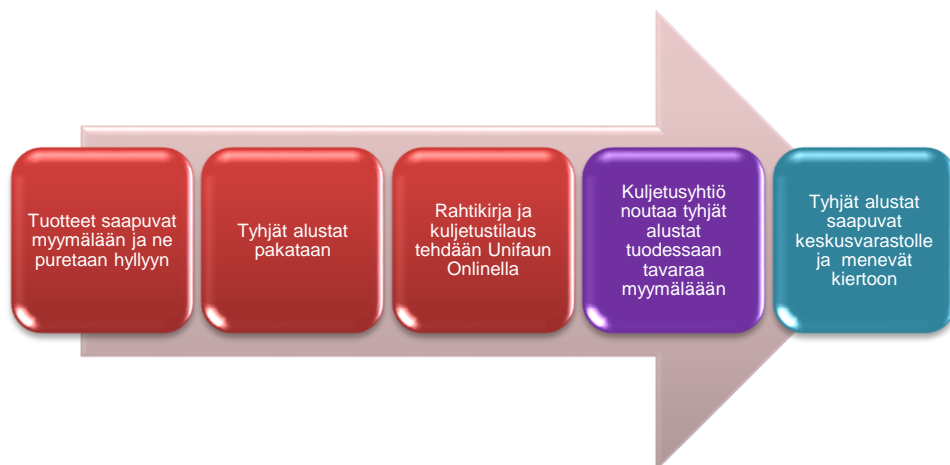 Tuotteet saapuvat
myymälään ja ne
puretaan hyllyyn
Tyhjät alustat
pakataan
Rahtikirja ja
kuljetustilaus
tehdään Unifaun
Onlinella
Kuljetusyhtiö
noutaa tyhjät
alustat
tuodessaan
tavaraa
myymäläään
Tyhjät alustat
saapuvat
keskusvarastolle
ja menevät
kiertoon